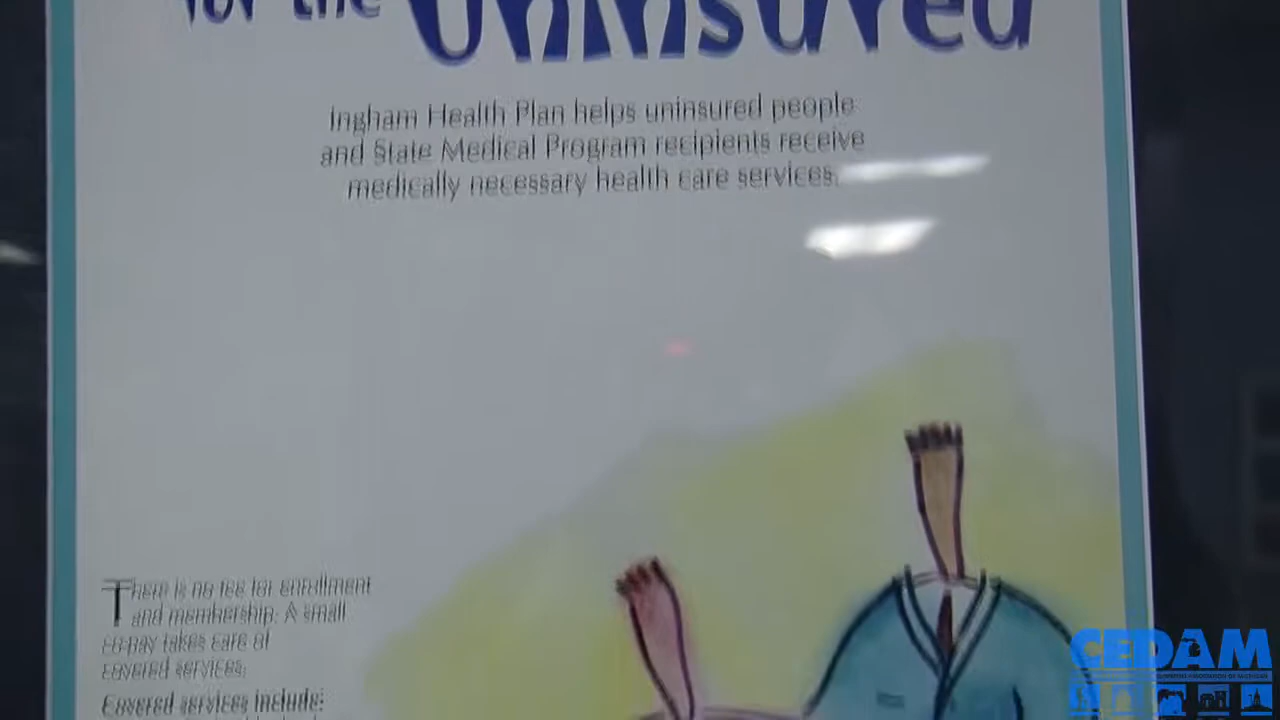 for the Uninsured
Ingham Health Plan helps uninsured people
and State Medical Program recipients receive
medically necessary health care services.
There is no fee for enrollment
and membership. A small
co-pay takes care of
covered services.
Covered services include:
CEDAM